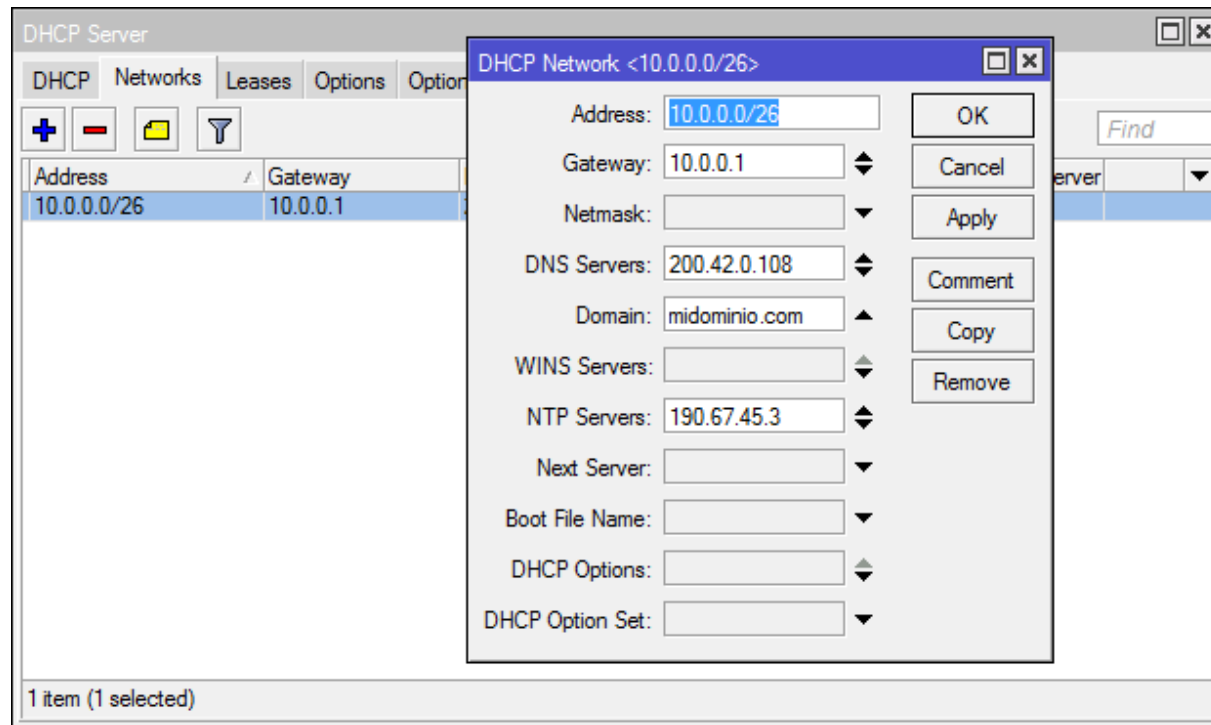 DHCP Server
DHCP Networks Leases Options Option
Find
Address Gateway erver
10.0.0.0/26 10.0.0.1
1 item (1 selected)
DHCP Network <10.0.0.0/26>
Address: 10.0.0.0/26
Gateway: 10.0.0.1
Netmask:
DNS Servers: 200.42.0.108
Domain: midominio.com
WINS Servers:
NTP Servers: 190.67.45.3
Next Server:
Boot File Name:
DHCP Options:
DHCP Option Set:
OK
Cancel
Apply
Comment
Copy
Remove